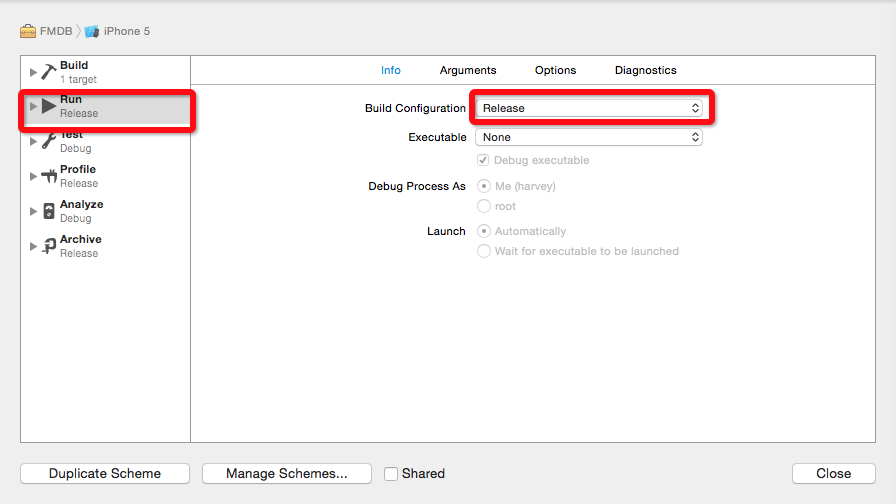 FMDB iPhone 5
Build
1 target
Run
Release
Test
Debug
Profile
Release
Analyze
Debug
Archive
Release
Info Arguments Options Diagnostics
Build Configuration Release
Executable None
Debug executable
Debug Process As Me (harvey)
root
Launch Automatically
Wait for executable to be launched
Duplicate Scheme Manage Schemes... Shared Close